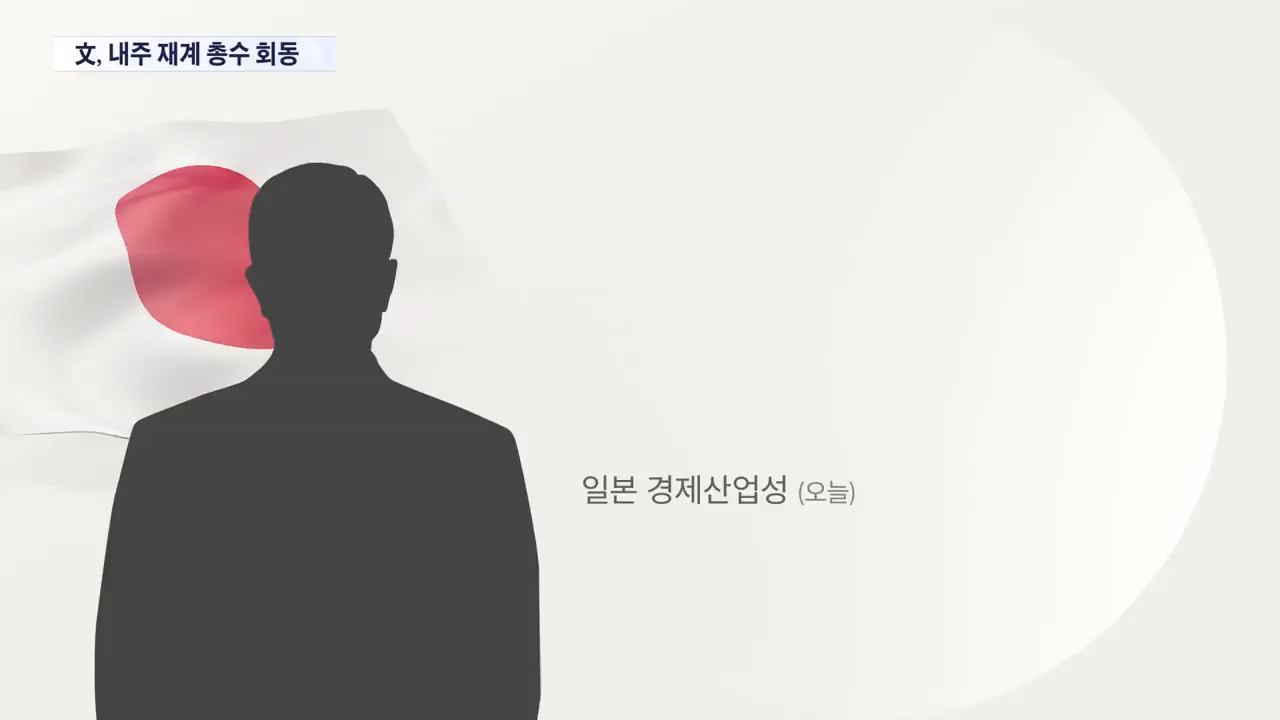 文, 내주 재계 총수 회동
일본 경제산업성 (오늘)